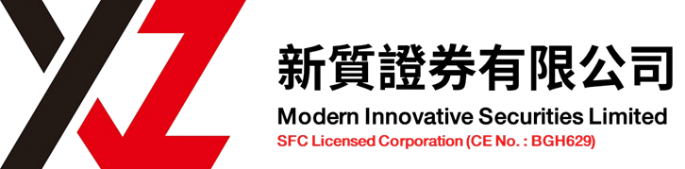 新質證券有限公司
Modern Innovative Securities Limited
SFC Licensed Corporation (CE No. : BGH629)